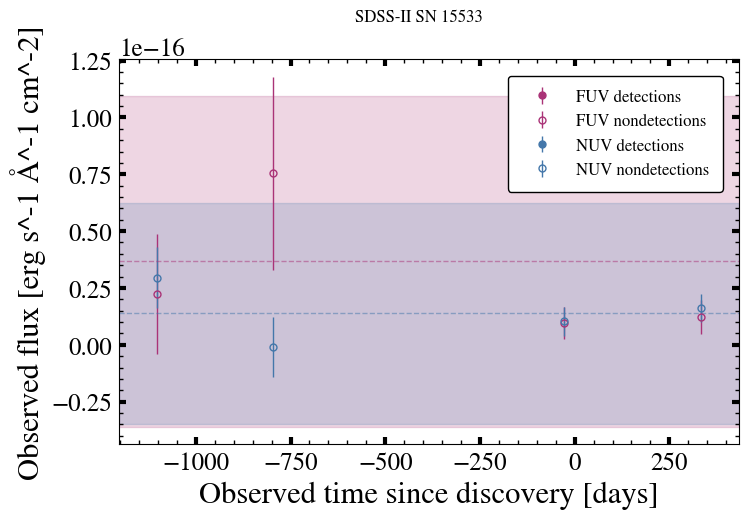 SDSS-II SN 15533
1e−16
Observed flux [erg s^-1 Å^-1 cm^-2]
1.25
1.00
0.75
0.50
0.25
0.00
−0.25
FUV detections
FUV nondetections
NUV detections
NUV nondetections
−1000 −750 −500 −250 0 250
Observed time since discovery [days]